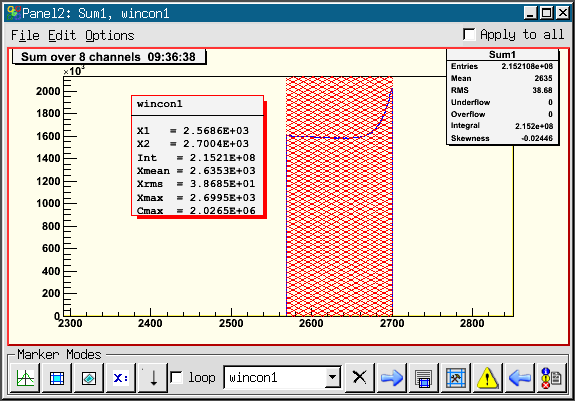 Panel2: Sum1, wincon1
File Edit Options
Apply to all
Sum over 8 channels 09:36:38
×10³
Sum1
Entries 2.152108e+08
Mean 2635
RMS 38.68
Underflow 0
Overflow 0
Integral 2.152e+08
Skewness -0.02446
wincon1
X1 = 2.5686E+03
X2 = 2.7004E+03
Int = 2.1521E+08
Xmean = 2.6353E+03
Xrms = 3.8685E+01
Xmax = 2.6995E+03
Cmax = 2.0265E+06
2000
1800
1600
1400
1200
1000
800
600
400
200
0
2300 2400 2500 2600 2700 2800
Marker Modes
X:
loop
wincon1